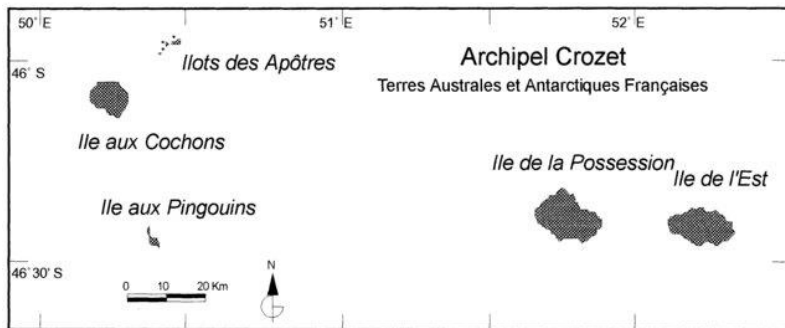 50° E
51° E
52° E
46° S
Ilots des Apôtres
Archipel Crozet
Terres Australes et Antarctiques Françaises
Ile aux Cochons
Ile de la Possession
Ile de l'Est
Ile aux Pingouins
46°30' S
0 10 20 Km
N